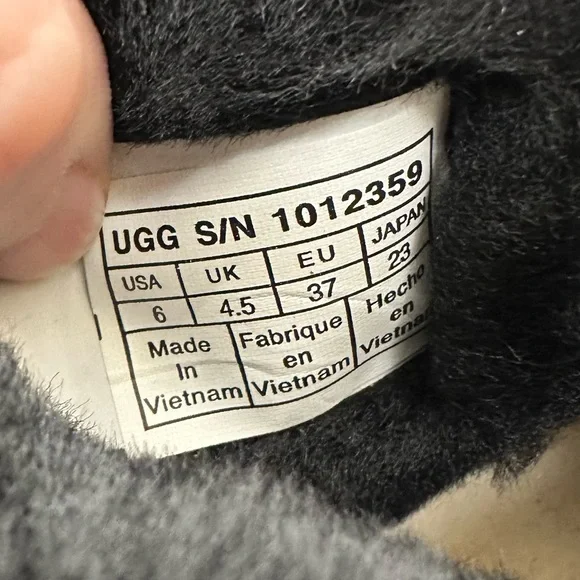 UGG S/N 1012359
USA UK EU JAPAN
6 4.5 37 23
Made Fabrique Hecho
In en en
Vietnam Vietnam Vietnam